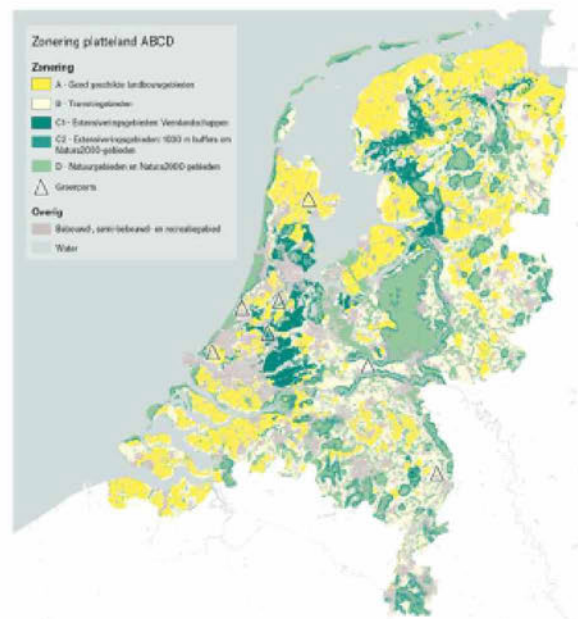 Zonering platteland ABCD
Zonering
A - Goed geschikte landbouwgebieden
B - Transitiegebieden
C1 - Extensiveringsgebieden: Veenlandschappen
C2 - Extensiveringsgebieden: 1000 m buffers om
Natura2000-gebieden
D - Natuurgebieden en Natura2000-gebieden
Greenports
Overig
Bebouwd-, semi-bebouwd- en recreatiegebied
Water